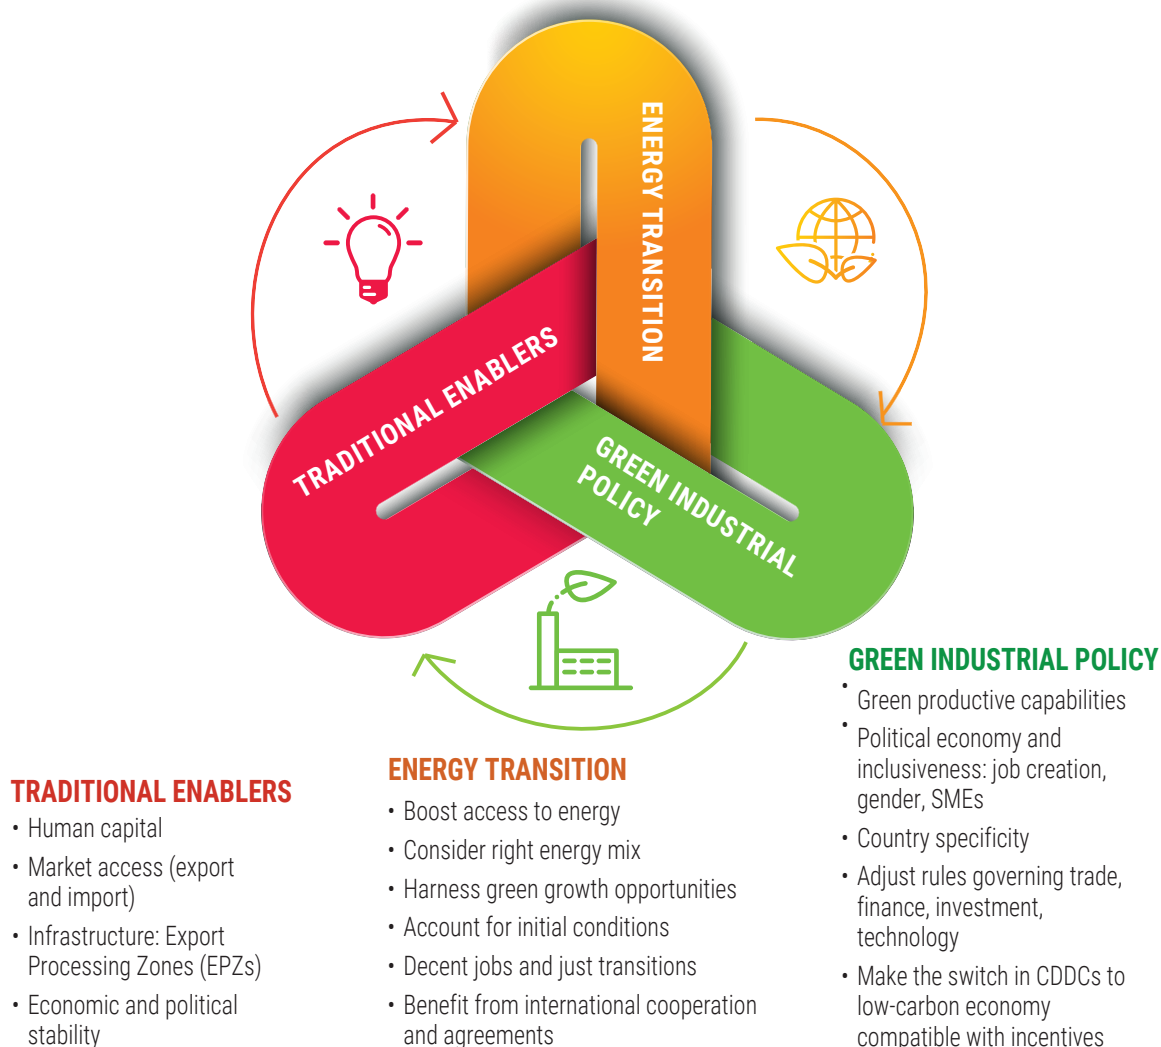 ENERGY TRANSITION
TRADITIONAL ENABLERS
GREEN INDUSTRIAL
POLICY
TRADITIONAL ENABLERS
• Human capital
• Market access (export
and import)
• Infrastructure: Export
Processing Zones (EPZs)
• Economic and political
stability
ENERGY TRANSITION
• Boost access to energy
• Consider right energy mix
• Harness green growth opportunities
• Account for initial conditions
• Decent jobs and just transitions
• Benefit from international cooperation
and agreements
GREEN INDUSTRIAL POLICY
• Green productive capabilities
• Political economy and
inclusiveness: job creation,
gender, SMEs
• Country specificity
• Adjust rules governing trade,
finance, investment,
technology
• Make the switch in CDDCs to
low-carbon economy
compatible with incentives